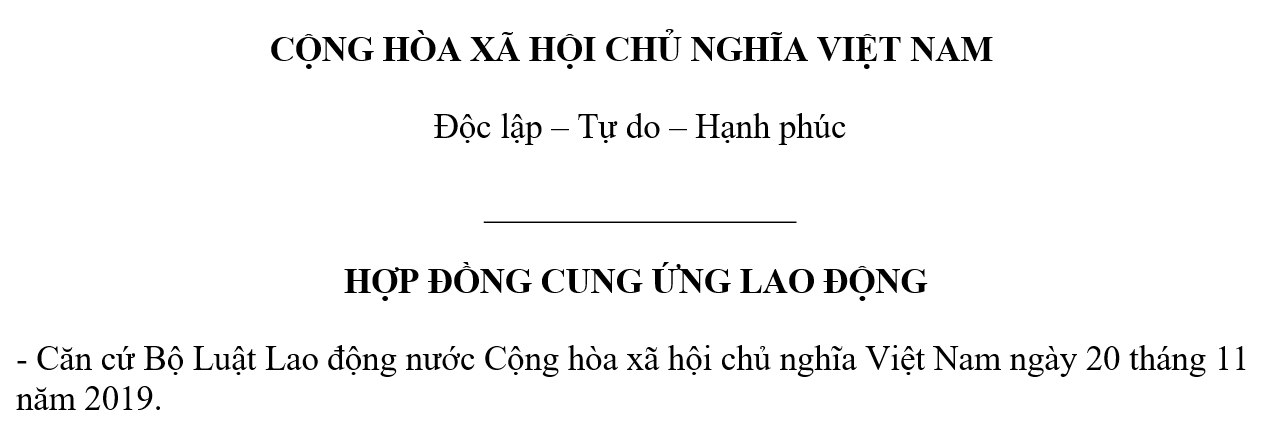 CỘNG HÒA XÃ HỘI CHỦ NGHĨA VIỆT NAM
Độc lập – Tự do – Hạnh phúc
HỢP ĐỒNG CUNG ỨNG LAO ĐỘNG
- Căn cứ Bộ Luật Lao động nước Cộng hòa xã hội chủ nghĩa Việt Nam ngày 20 tháng 11
năm 2019.